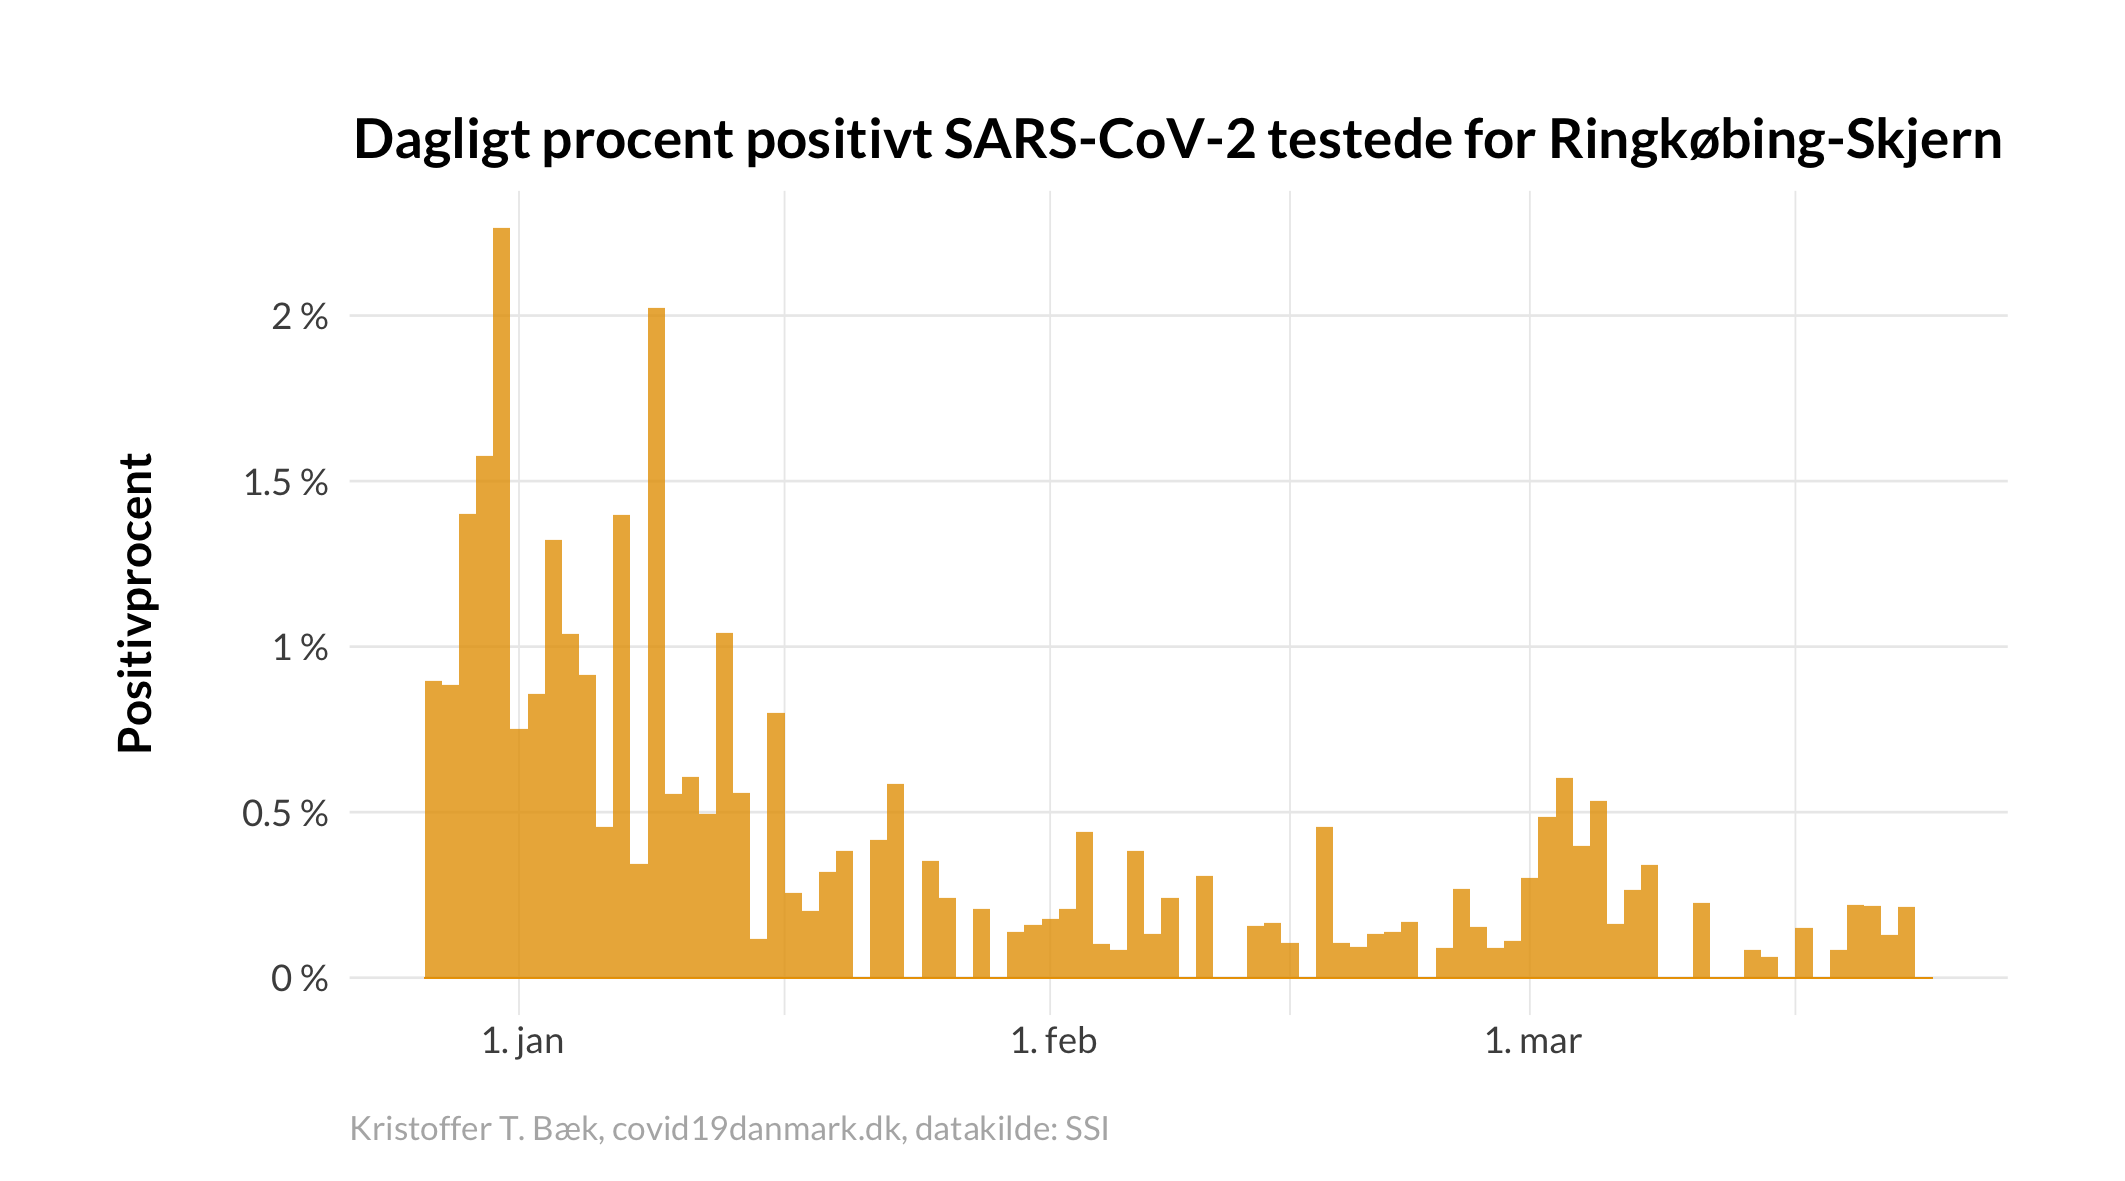 Dagligt procent positivt SARS-CoV-2 testede for Ringkøbing-Skjern
Positivprocent
2 %
1.5 %
1 %
0.5 %
0 %
1. jan
1. feb
1. mar
Kristoffer T. Bæk, covid19danmark.dk, datakilde: SSI